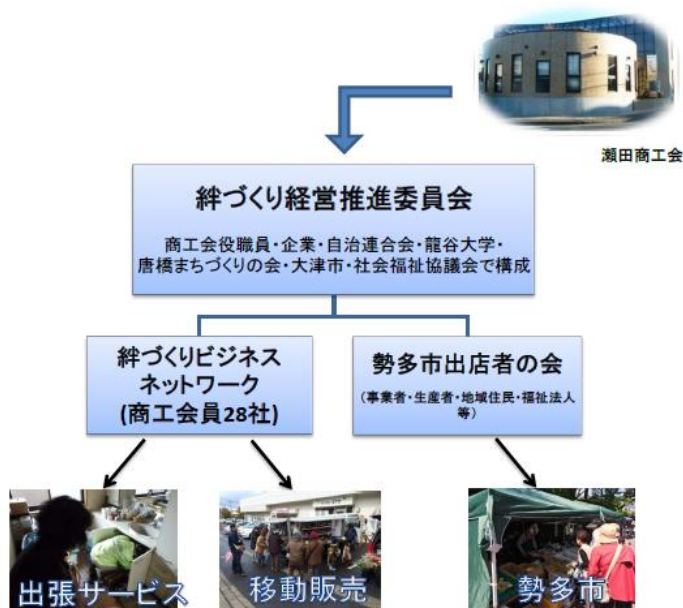 瀬田商工会
絆づくり経営推進委員会
商工会役職員・企業・自治連合会・龍谷大学・
唐橋まちづくりの会・大津市・社会福祉協議会で構成
絆づくりビジネス
ネットワーク
(商工会員28社)
勢多市出店者の会
（事業者・生産者・地域住民・福祉法人
等）
出張サービス
移動販売
勢多市